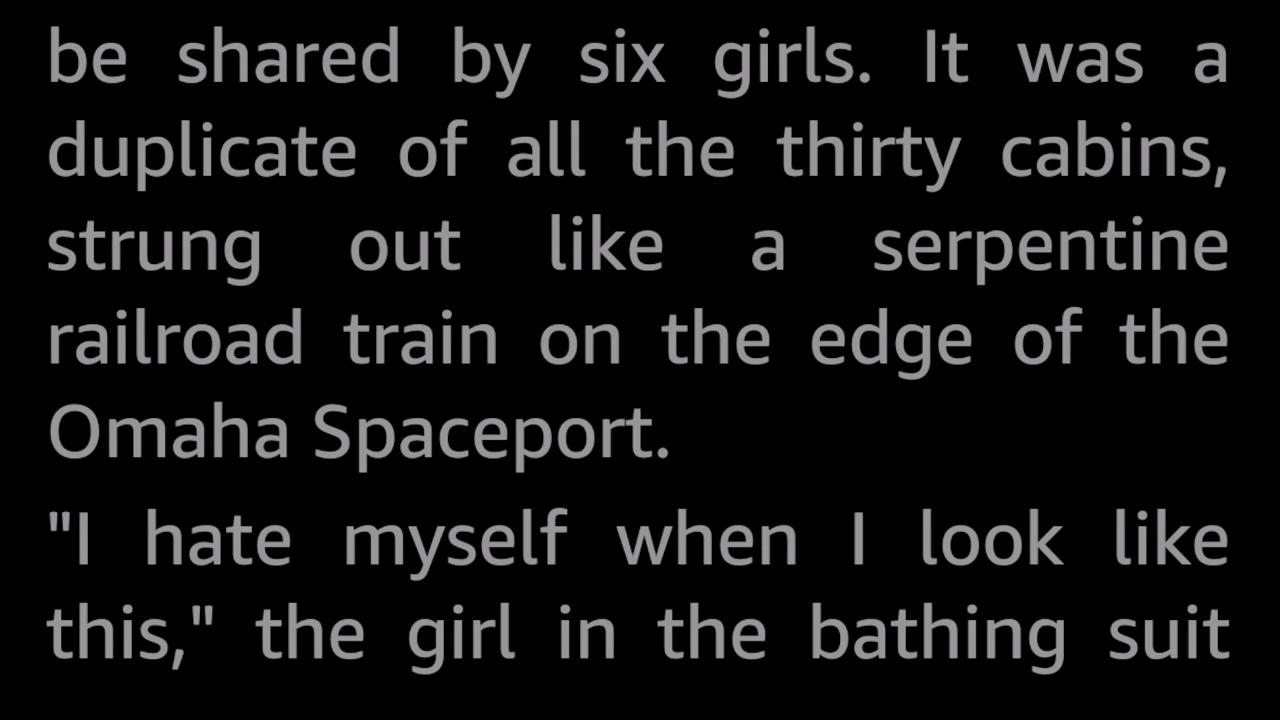 be shared by six girls. It was a
duplicate of all the thirty cabins,
strung out like a serpentine
railroad train on the edge of the
Omaha Spaceport.
"I hate myself when I look like
this," the girl in the bathing suit